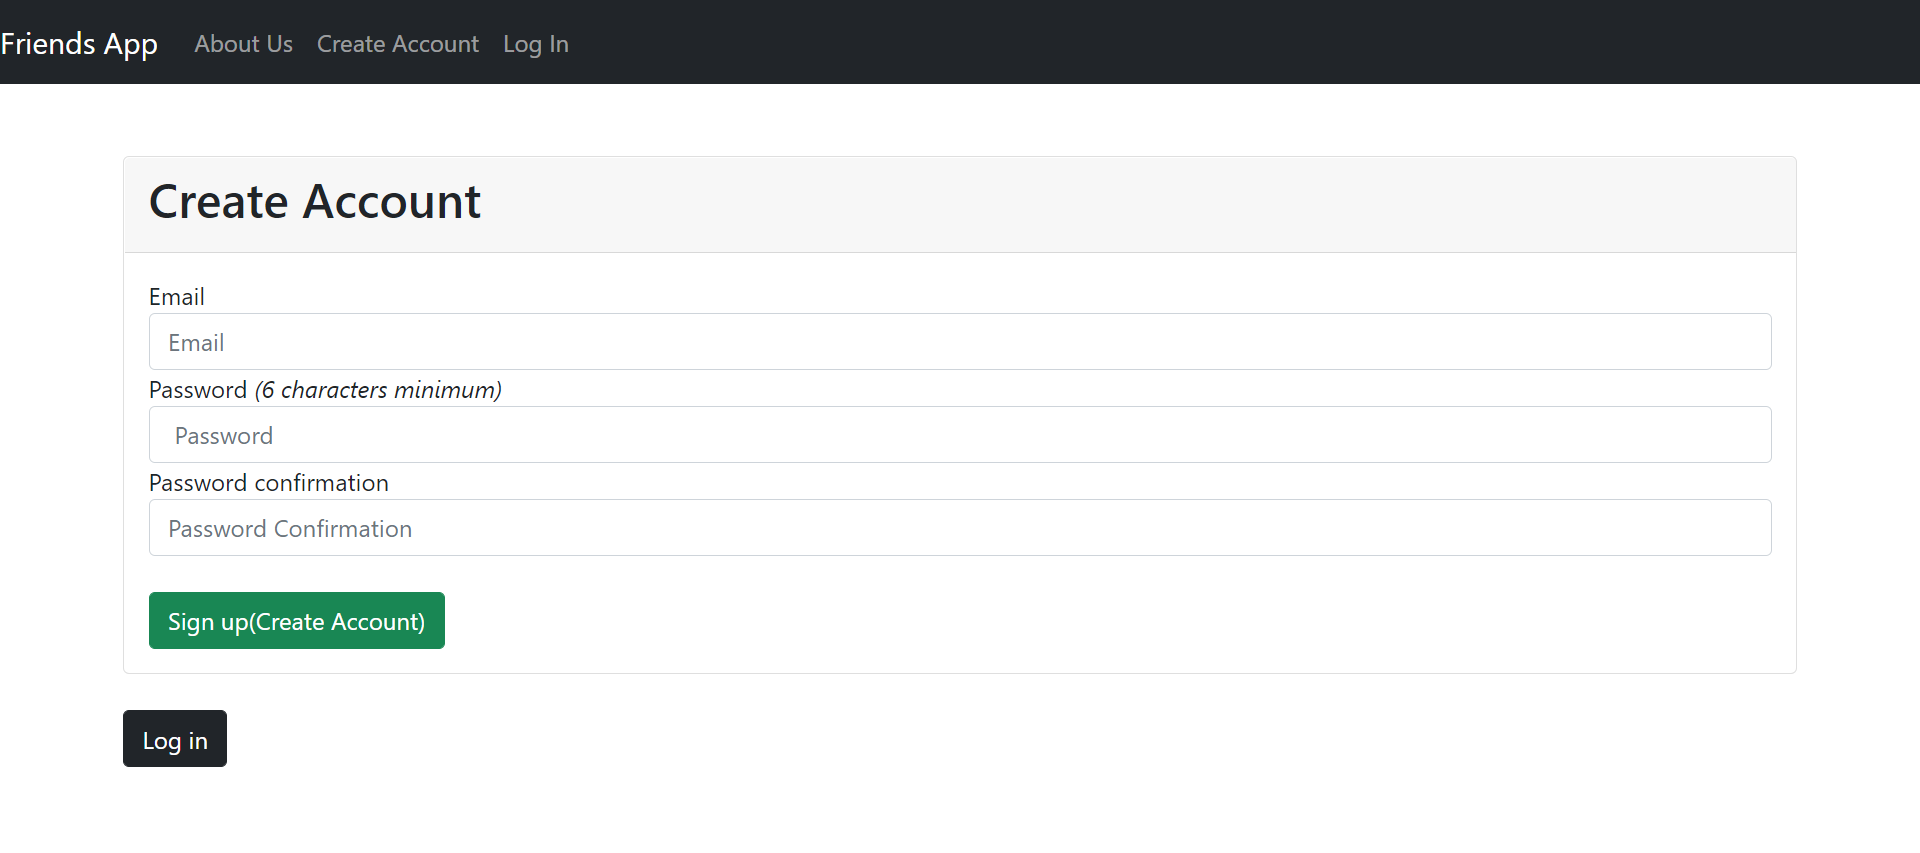 Friends App About Us Create Account Log In
Create Account
Email
Email
Password (6 characters minimum)
Password
Password confirmation
Password Confirmation
Sign up(Create Account)
Log in